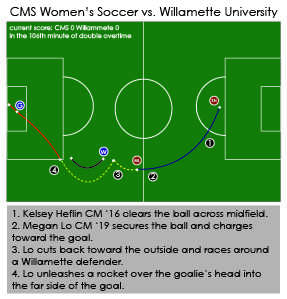 CMS Women's Soccer vs. Willamette University
current score: CMS 0 Willammete 0
in the 106th minute of double overtime
G
W
1
2
3
4
1. Kelsey Heflin CM '16 clears the ball across midfield.
2. Megan Lo CM '19 secures the ball and charges
toward the goal.
3. Lo cuts back toward the outside and races around
a Willamette defender.
4. Lo unleashes a rocket over the goalie's head into
the far side of the goal.